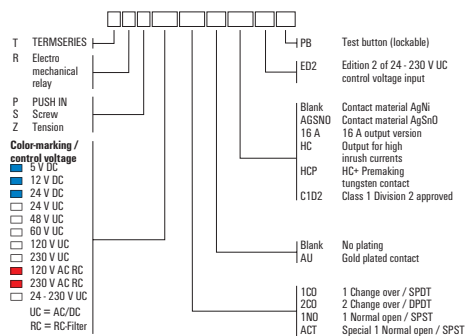 T TERMSERIES
R Electro
mechanical
relay
P PUSH IN
S Screw
Z Tension
Color-marking /
control voltage
5 V DC
12 V DC
24 V DC
24 V UC
48 V UC
60 V UC
120 V UC
230 V UC
120 V AC RC
230 V AC RC
24 - 230 V UC
UC = AC/DC
RC = RC-Filter
PB Test button (lockable)
ED2 Edition 2 of 24 - 230 V UC
control voltage input
Blank Contact material AgNi
AGSNO Contact material AgSnO
16 A 16 A output version
HC Output for high
inrush currents
HCP HC+ Premaking
tungsten contact
C1D2 Class 1 Division 2 approved
Blank No plating
AU Gold plated contact
1CO 1 Change over / SPDT
2CO 2 Change over / DPDT
1NO 1 Normal open / SPST
ACT Special 1 Normal open / SPST